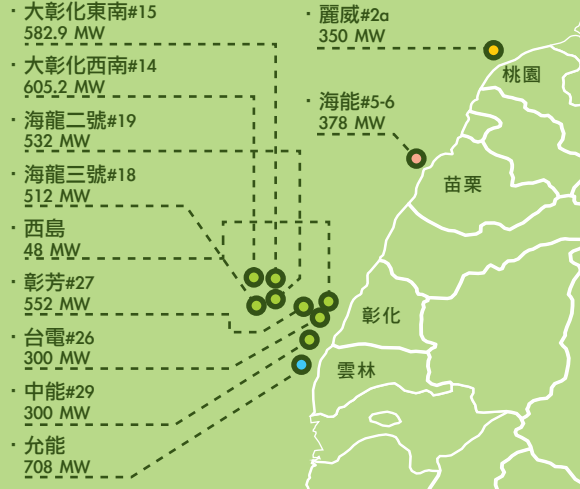 · 大彰化東南#15
582.9 MW
· 大彰化西南#14
605.2 MW
· 海龍二號#19
532 MW
· 海龍三號#18
512 MW
· 西島
48 MW
· 彰芳#27
552 MW
· 台電#26
300 MW
· 中能#29
300 MW
· 允能
708 MW
· 麗威#2a
350 MW
· 海能#5-6
378 MW
桃園
苗栗
彰化
雲林